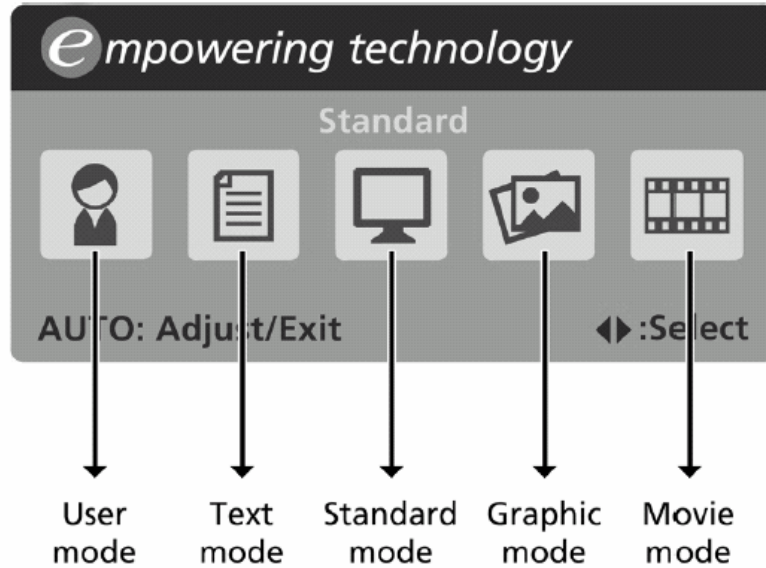 empowering technology
Standard
AUTO: Adjust/Exit ◀▶:Select
User mode
Text mode
Standard mode
Graphic mode
Movie mode